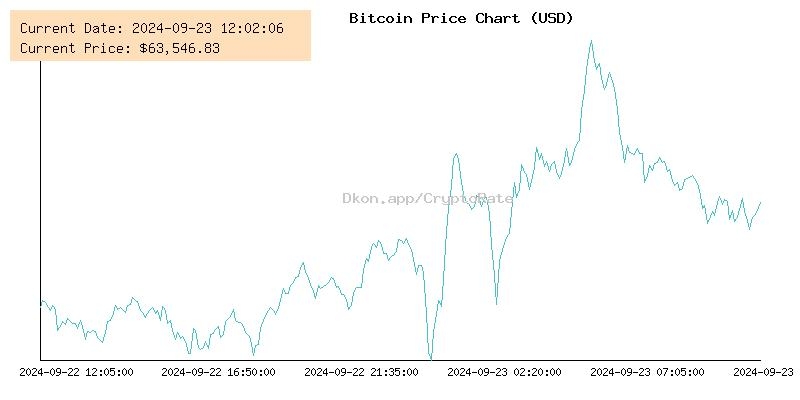 Bitcoin Price Chart (USD)
Current Date: 2024-09-23 12:02:06
Current Price: $63,546.83
Dkon.app/CryptoRate
2024-09-22 12:05:00 2024-09-22 16:50:00 2024-09-22 21:35:00 2024-09-23 02:20:00 2024-09-23 07:05:00 2024-09-23